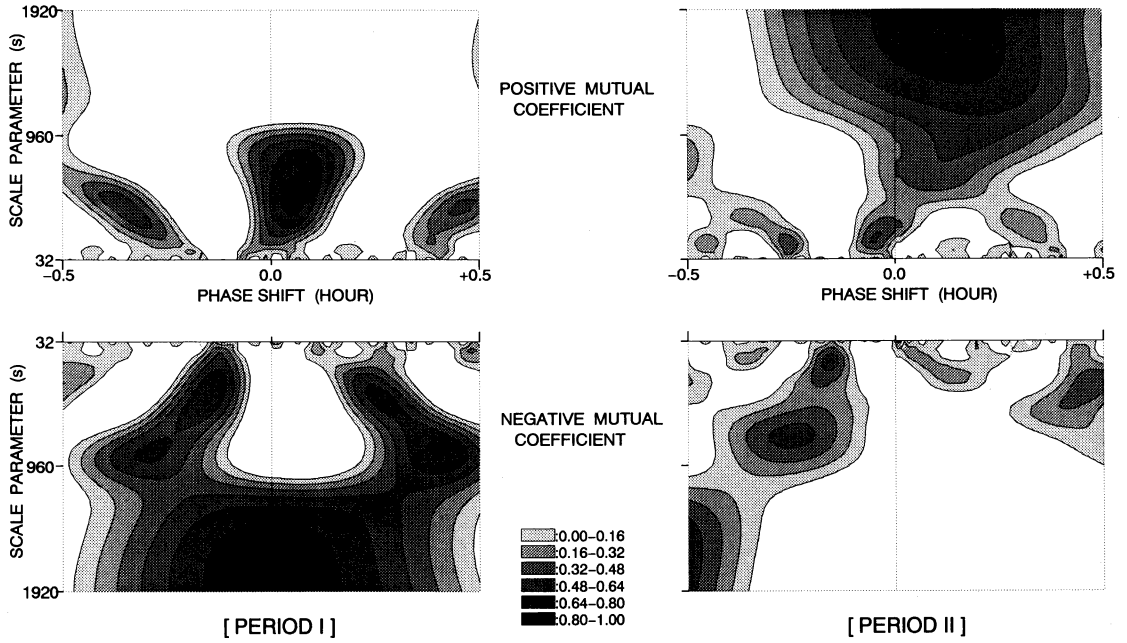 1920
960
32
SCALE PARAMETER (s)
-0.5 0.0 +0.5
PHASE SHIFT (HOUR)
POSITIVE MUTUAL
COEFFICIENT
-0.5 0.0 +0.5
PHASE SHIFT (HOUR)
32
960
1920
SCALE PARAMETER (s)
NEGATIVE MUTUAL
COEFFICIENT
:0.00-0.16
:0.16-0.32
:0.32-0.48
:0.48-0.64
:0.64-0.80
:0.80-1.00
[ PERIOD I ]
[ PERIOD II ]